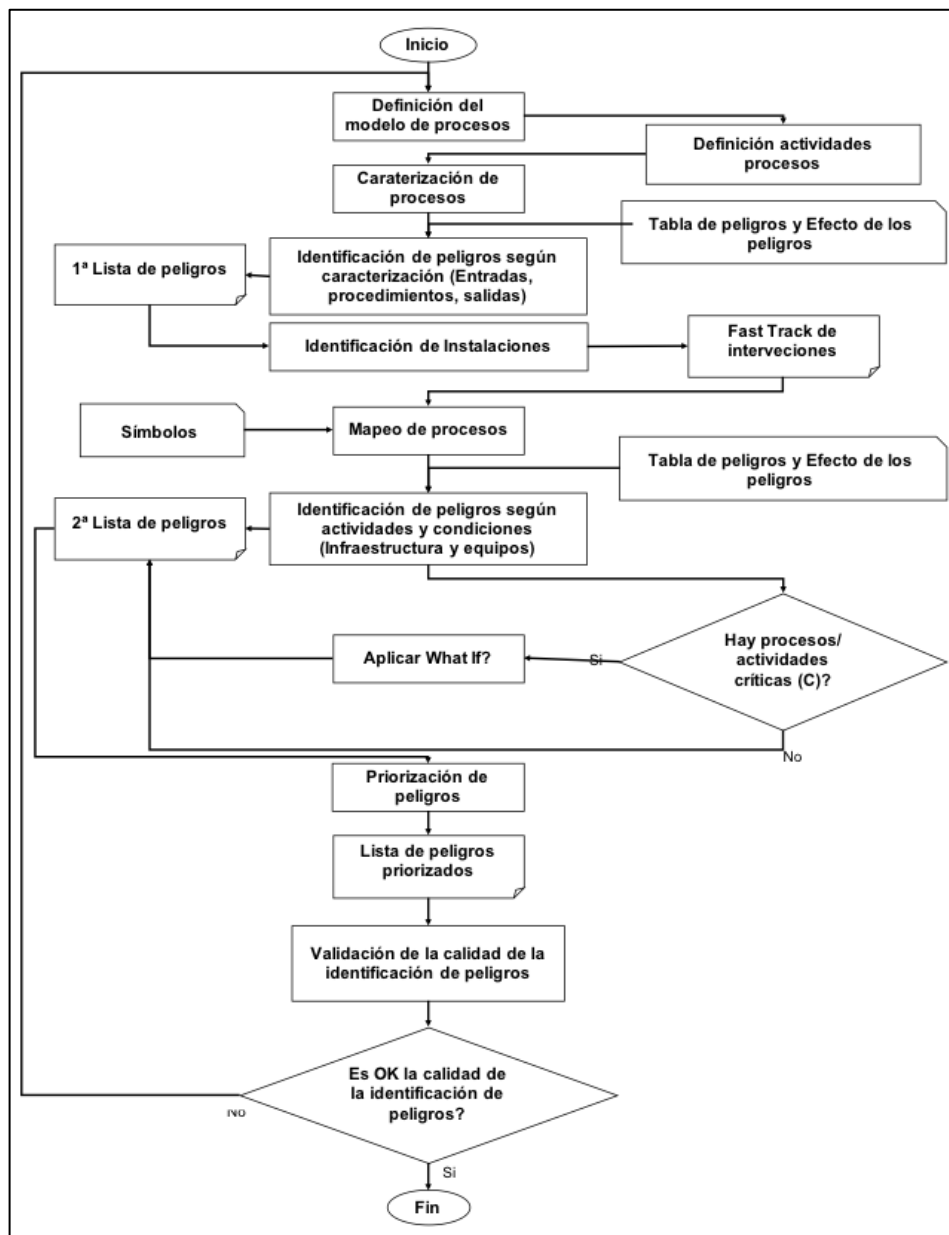 Inicio
Definición del
modelo de procesos
Definición actividades
procesos
Caraterización de
procesos
Tabla de peligros y Efecto de los
peligros
1ª Lista de peligros
Identificación de peligros según
caracterización (Entradas,
procedimientos, salidas)
Identificación de Instalaciones
Fast Track de
interveciones
Símbolos
Mapeo de procesos
Tabla de peligros y Efecto de los
peligros
2ª Lista de peligros
Identificación de peligros según
actividades y condiciones
(Infraestructura y equipos)
Hay procesos/
actividades
críticas (C)?
Si
Aplicar What If?
No
Priorización de
peligros
Lista de peligros
priorizados
Validación de la calidad de la
identificación de peligros
Es OK la calidad de
la identificación de
peligros?
No
Si
Fin